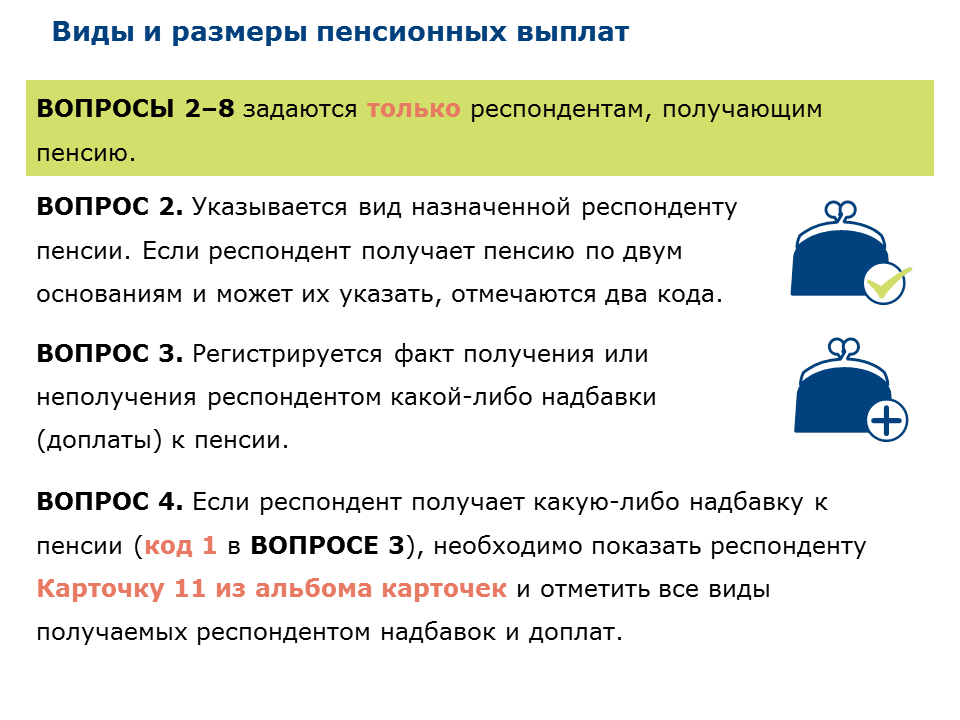 Виды и размеры пенсионных выплат
ВОПРОСЫ 2–8 задаются только респондентам, получающим
пенсию.
ВОПРОС 2. Указывается вид назначенной респонденту
пенсии. Если респондент получает пенсию по двум
основаниям и может их указать, отмечаются два кода.
ВОПРОС 3. Регистрируется факт получения или
неполучения респондентом какой-либо надбавки
(доплаты) к пенсии.
ВОПРОС 4. Если респондент получает какую-либо надбавку к
пенсии (код 1 в ВОПРОСЕ 3), необходимо показать респонденту
Карточку 11 из альбома карточек и отметить все виды
получаемых респондентом надбавок и доплат.